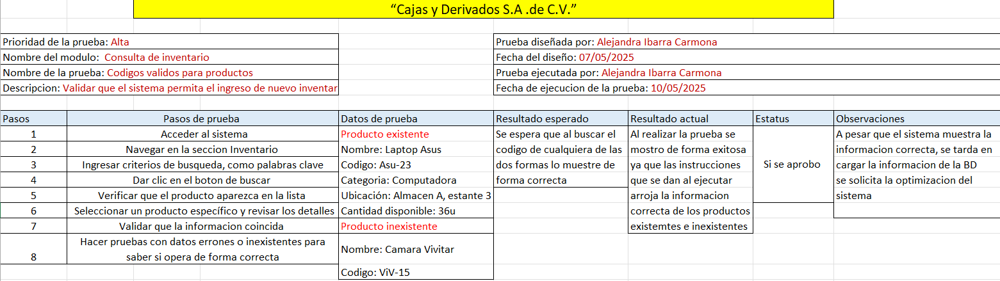 “Cajas y Derivados S.A .de C.V.”
Prioridad de la prueba: Alta
Prueba diseñada por: Alejandra Ibarra Carmona
Nombre del modulo: Consulta de inventario
Fecha del diseño: 07/05/2025
Nombre de la prueba: Codigos validos para productos
Prueba ejecutada por: Alejandra Ibarra Carmona
Descripcion: Validar que el sistema permita el ingreso de nuevo inventar
Fecha de ejecucion de la prueba: 10/05/2025
Pasos Pasos de prueba Datos de prueba Resultado esperado Resultado actual Estatus Observaciones
1 Acceder al sistema Producto existente Se espera que al buscar el Al realizar la prueba se A pesar que el sistema muestra la
2 Navegar en la seccion Inventario Nombre: Laptop Asus codigo de cualquiera de las mostro de forma exitosa informacion correcta, se tarda en
3 Ingresar criterios de busqueda, como palabras clave Codigo: Asu-23 dos formas lo muestre de ya que las instrucciones Si se aprobo cargar la informacion de la BD
4 Dar clic en el boton de buscar Categoria: Computadora forma correcta que se dan al ejecutar se solicita la optimizacion del
5 Verificar que el producto aparezca en la lista Ubicación: Almacen A, estante 3 arroja la informacion sistema
6 Seleccionar un producto específico y revisar los detalles Cantidad disponible: 36u correcta de los productos
7 Validar que la informacion coincida Producto inexistente existemtes e inexistentes
Hacer pruebas con datos errones o inexistentes para
8 saber si opera de forma correcta Nombre: Camara Vivitar
Codigo: ViV-15